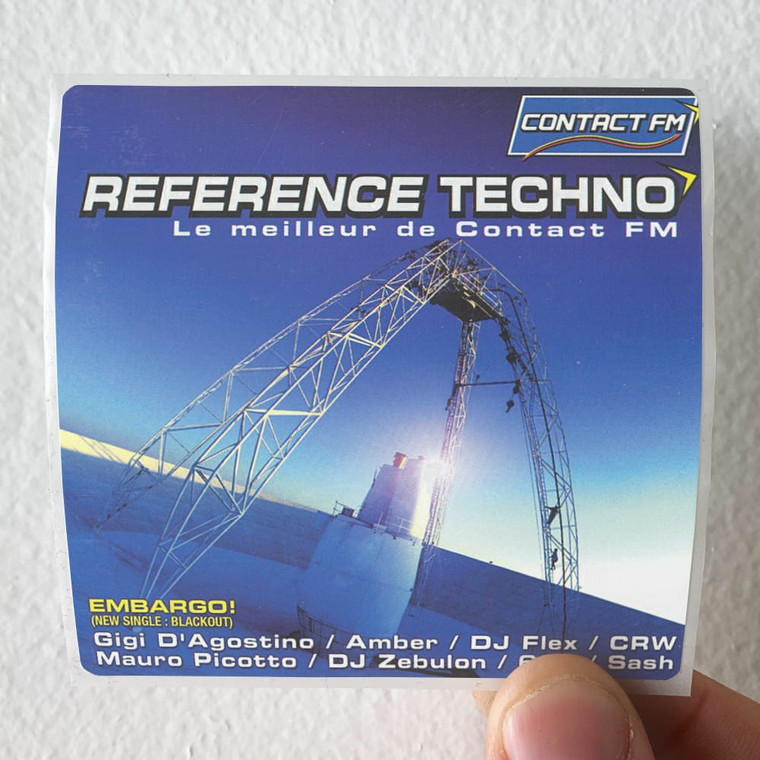 CONTACT FM
REFERENCE TECHNO
Le meilleur de Contact FM
EMBARGO!
(NEW SINGLE : BLACKOUT)
Gigi D'Agostino / Amber / DJ Flex / CRW
Mauro Picotto / DJ Zebulon / / Sash